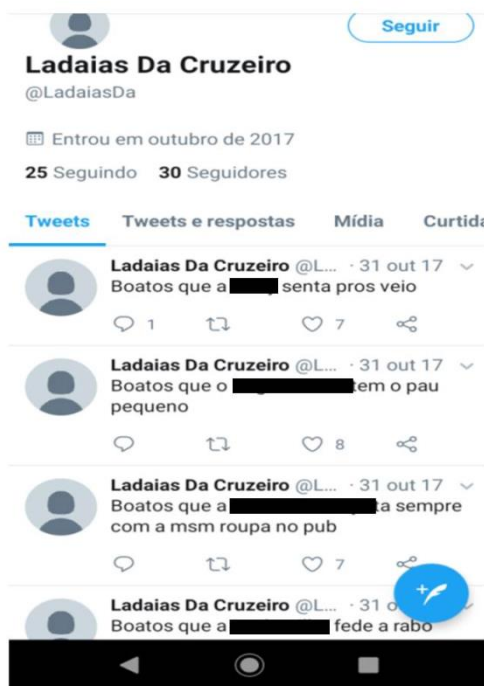 Seguir
Ladaias Da Cruzeiro
@LadaiasDa
Entrou em outubro de 2017
25 Seguindo 30 Seguidores
Tweets Tweets e respostas Mídia Curtida
Ladaias Da Cruzeiro @L... · 31 out 17
Boatos que a senta pros veio
1 7
Ladaias Da Cruzeiro @L... · 31 out 17
Boatos que o tem o pau
pequeno
8
Ladaias Da Cruzeiro @L... · 31 out 17
Boatos que a sempre
com a msm roupa no pub
7
Ladaias Da Cruzeiro @L... · 31 o
Boatos que a fede a rabo